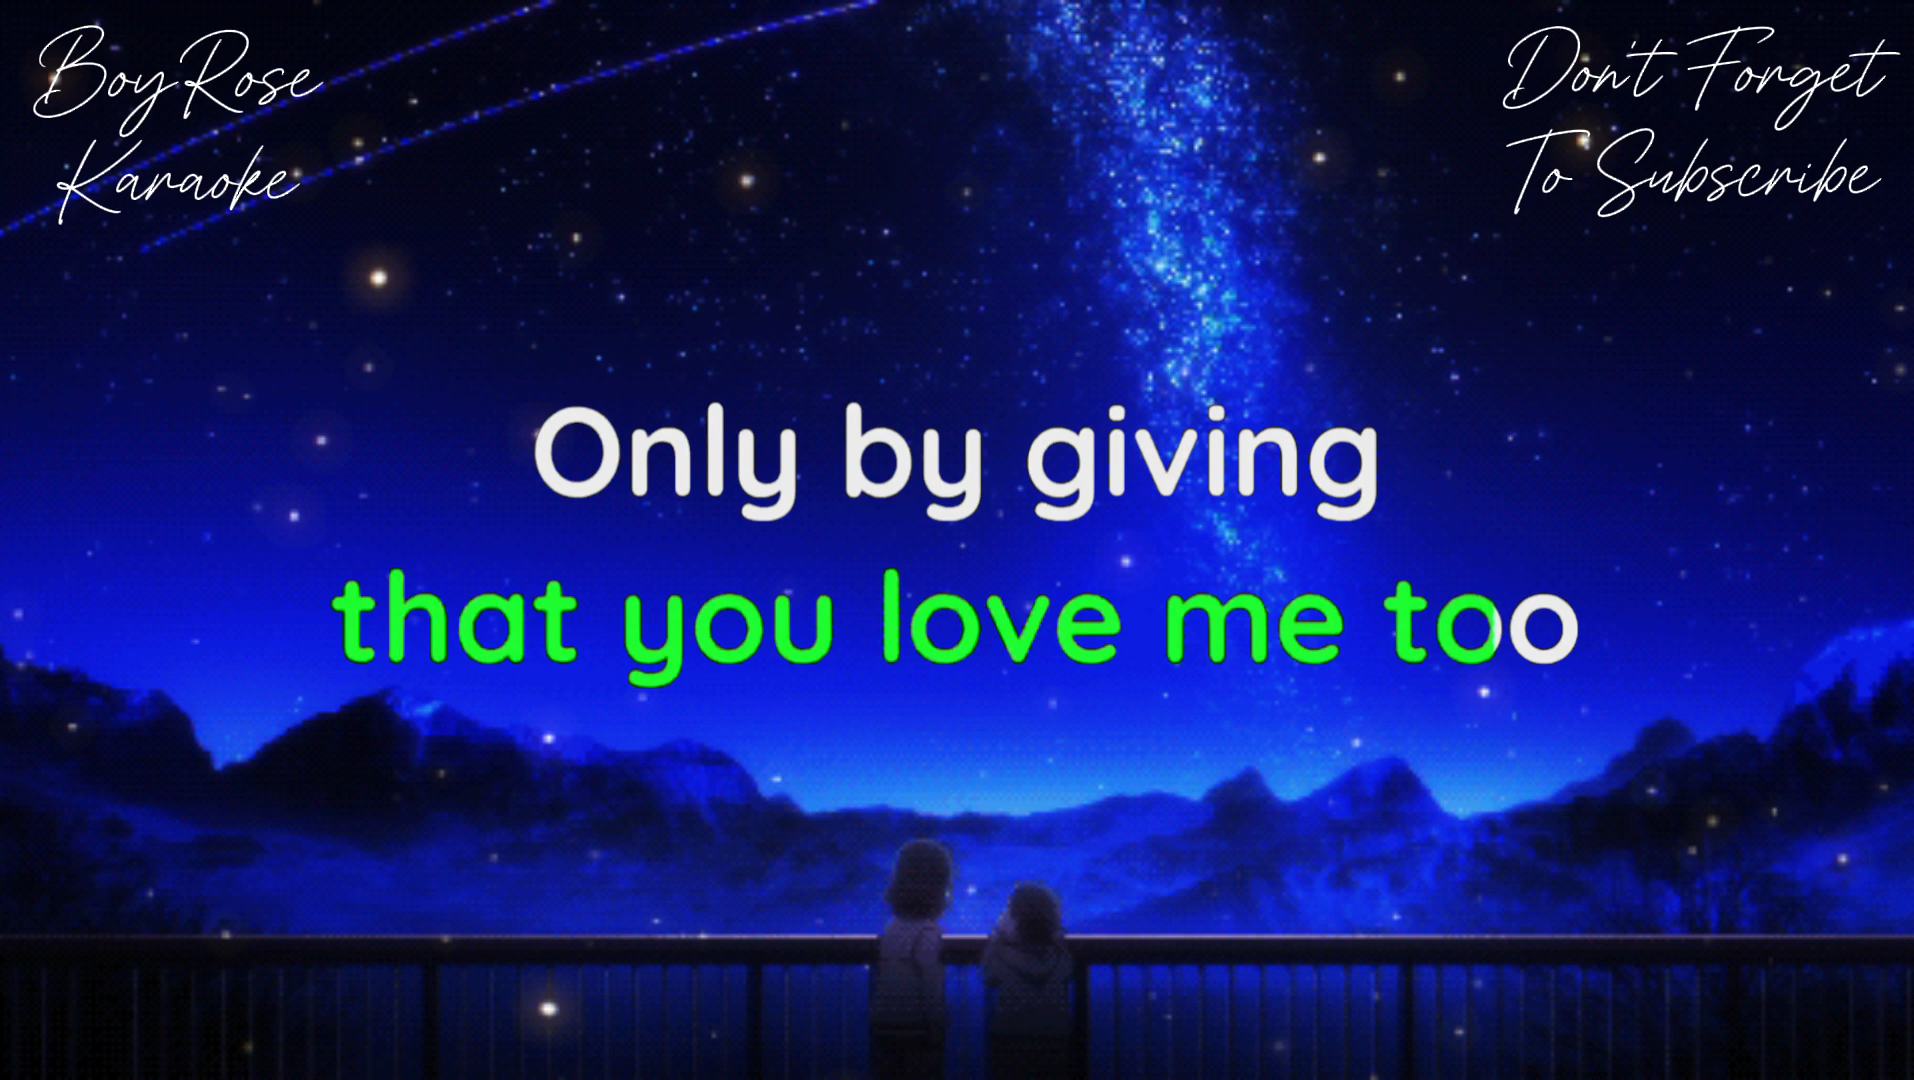 BoyRose
Karaoke
Don't Forget
To Subscribe
Only by giving
that you love me too